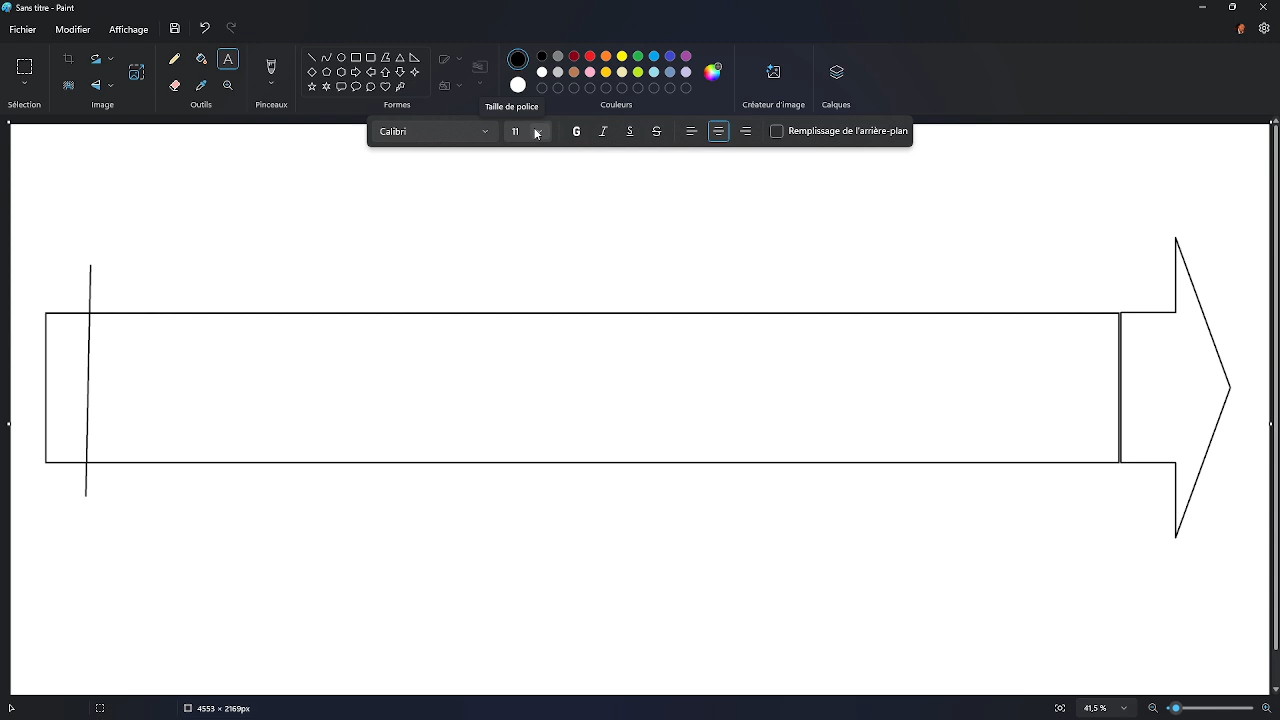 Sans titre - Paint
Fichier Modifier Affichage
Sélection Image Outils Pinceaux Formes Couleurs Créateur d'image Calques
Taille de police
Calibri 11 G I S S Remplissage de l'arrière-plan
4553 × 2169px 41,5 %